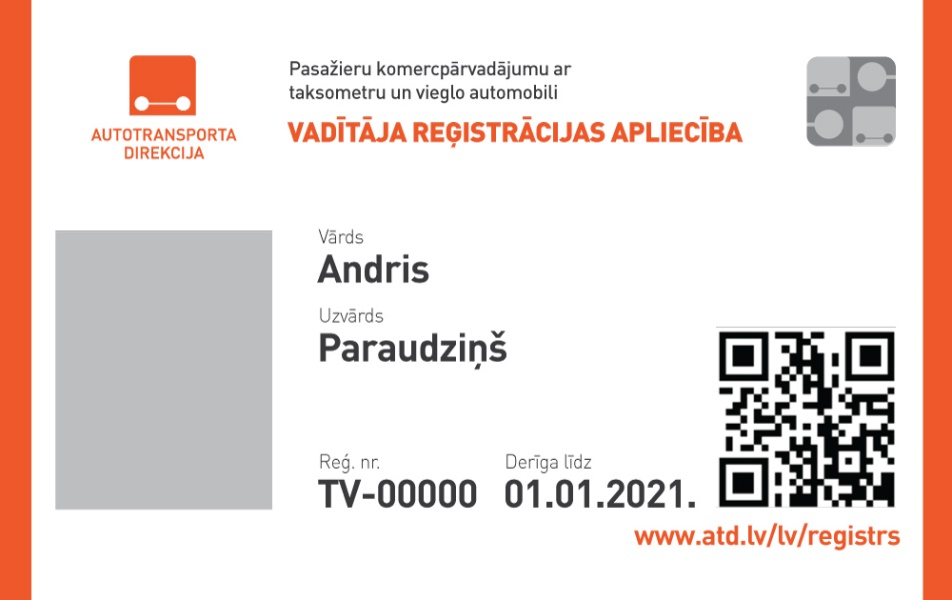 AUTOTRANSPORTA
DIREKCIJA
Pasažieru komercpārvadājumu ar
taksometru un vieglo automobili
VADĪTĀJA REĢISTRĀCIJAS APLIECĪBA
Vārds
Andris
Uzvārds
Paraudziņš
Reģ. nr.
TV-00000
Derīga līdz
01.01.2021.
www.atd.lv/lv/registrs